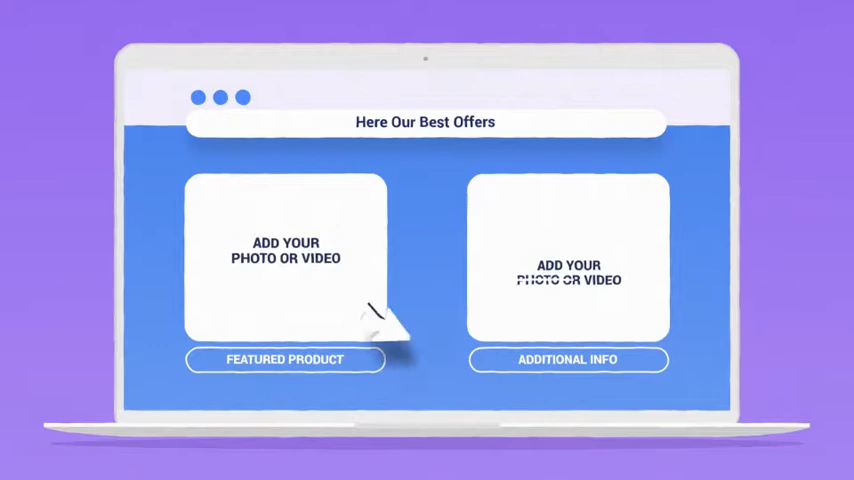 Here Our Best Offers
ADD YOUR
PHOTO OR VIDEO
ADD YOUR
PHOTO OR VIDEO
FEATURED PRODUCT
ADDITIONAL INFO